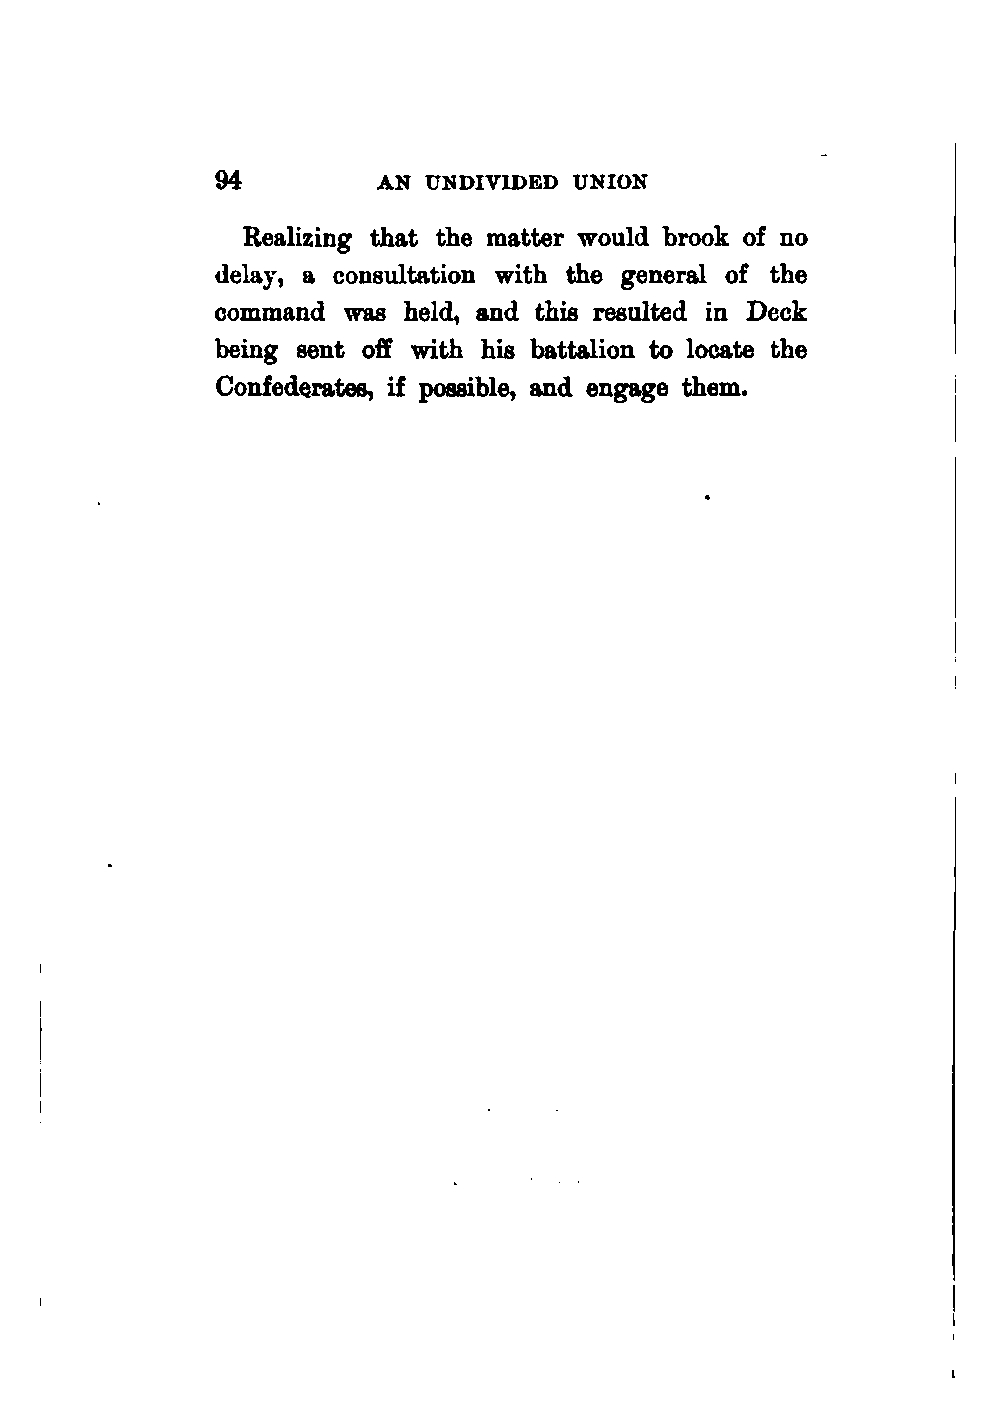 94 AN UNDIVIDED UNION
Realizing that the matter would brook of no
delay, a consultation with the general of the
command was held, and this resulted in Deck
being sent off with his battalion to locate the
Confederates, if possible, and engage them.